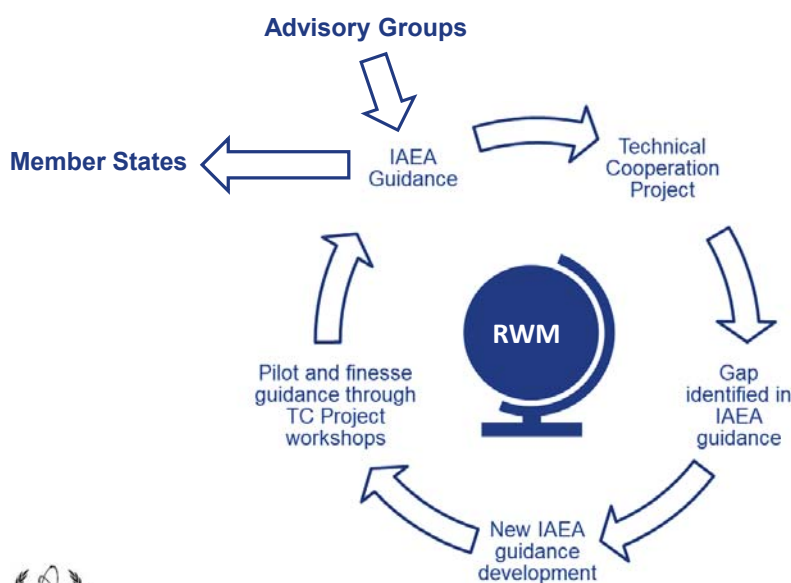 Advisory Groups
Member States
IAEA
Guidance
Technical
Cooperation
Project
RWM
Pilot and finesse
guidance through
TC Project
workshops
Gap
identified in
IAEA
guidance
New IAEA
guidance
development